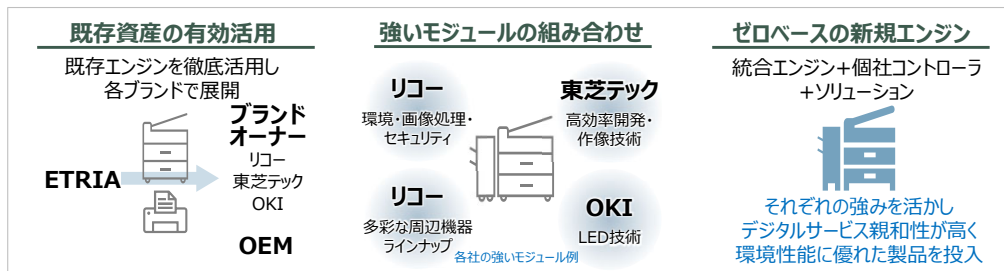 既存資産の有効活用
既存エンジンを徹底活用し
各ブランドで展開
ETRIA
ブランド
オーナー
リコー
東芝テック
OKI
OEM
強いモジュールの組み合わせ
リコー
環境・画像処理・
セキュリティ
東芝テック
高効率開発・
作像技術
リコー
多彩な周辺機器
ラインナップ
OKI
LED技術
各社の強いモジュール例
ゼロベースの新規エンジン
統合エンジン+個社コントローラ
+ソリューション
それぞれの強みを活かし
デジタルサービス親和性が高く
環境性能に優れた製品を投入